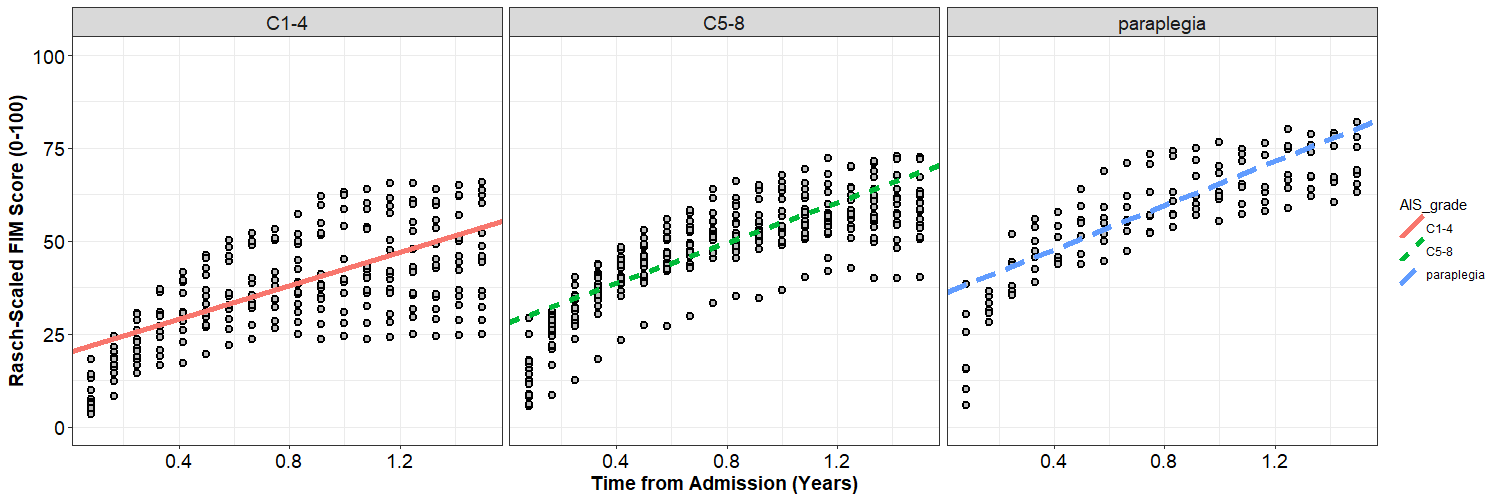 C1-4 C5-8 paraplegia
Rasch-Scaled FIM Score (0-100)
100
75
50
25
0
0.4 0.8 1.2 0.4 0.8 1.2 0.4 0.8 1.2
Time from Admission (Years)
AIS_grade
C1-4
C5-8
paraplegia